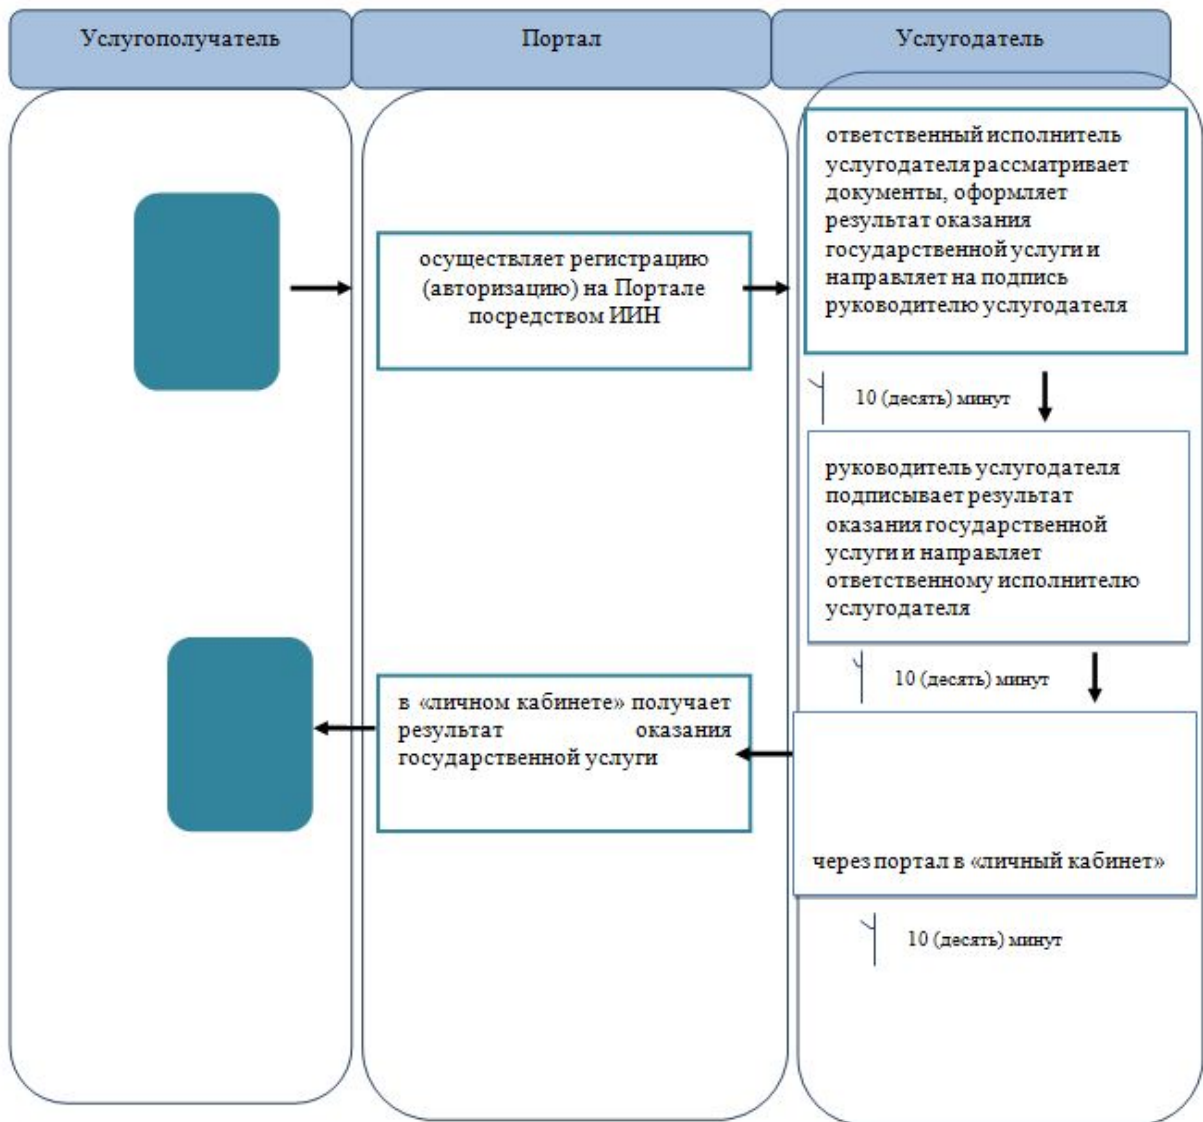 Услугополучатель
Портал
Услугодатель
осуществляет регистрацию
(авторизацию) на Портале
посредством ИИН
ответственный исполнитель
услугодателя рассматривает
документы, оформляет
результат оказания
государственной услуги и
направляет на подпись
руководителю услугодателя
10 (десять) минут
руководитель услугодателя
подписывает результат
оказания государственной
услуги и направляет
ответственному исполнителю
услугодателя
10 (десять) минут
через портал в «личный кабинет»
10 (десять) минут
в «личном кабинете» получает
результат оказания
государственной услуги